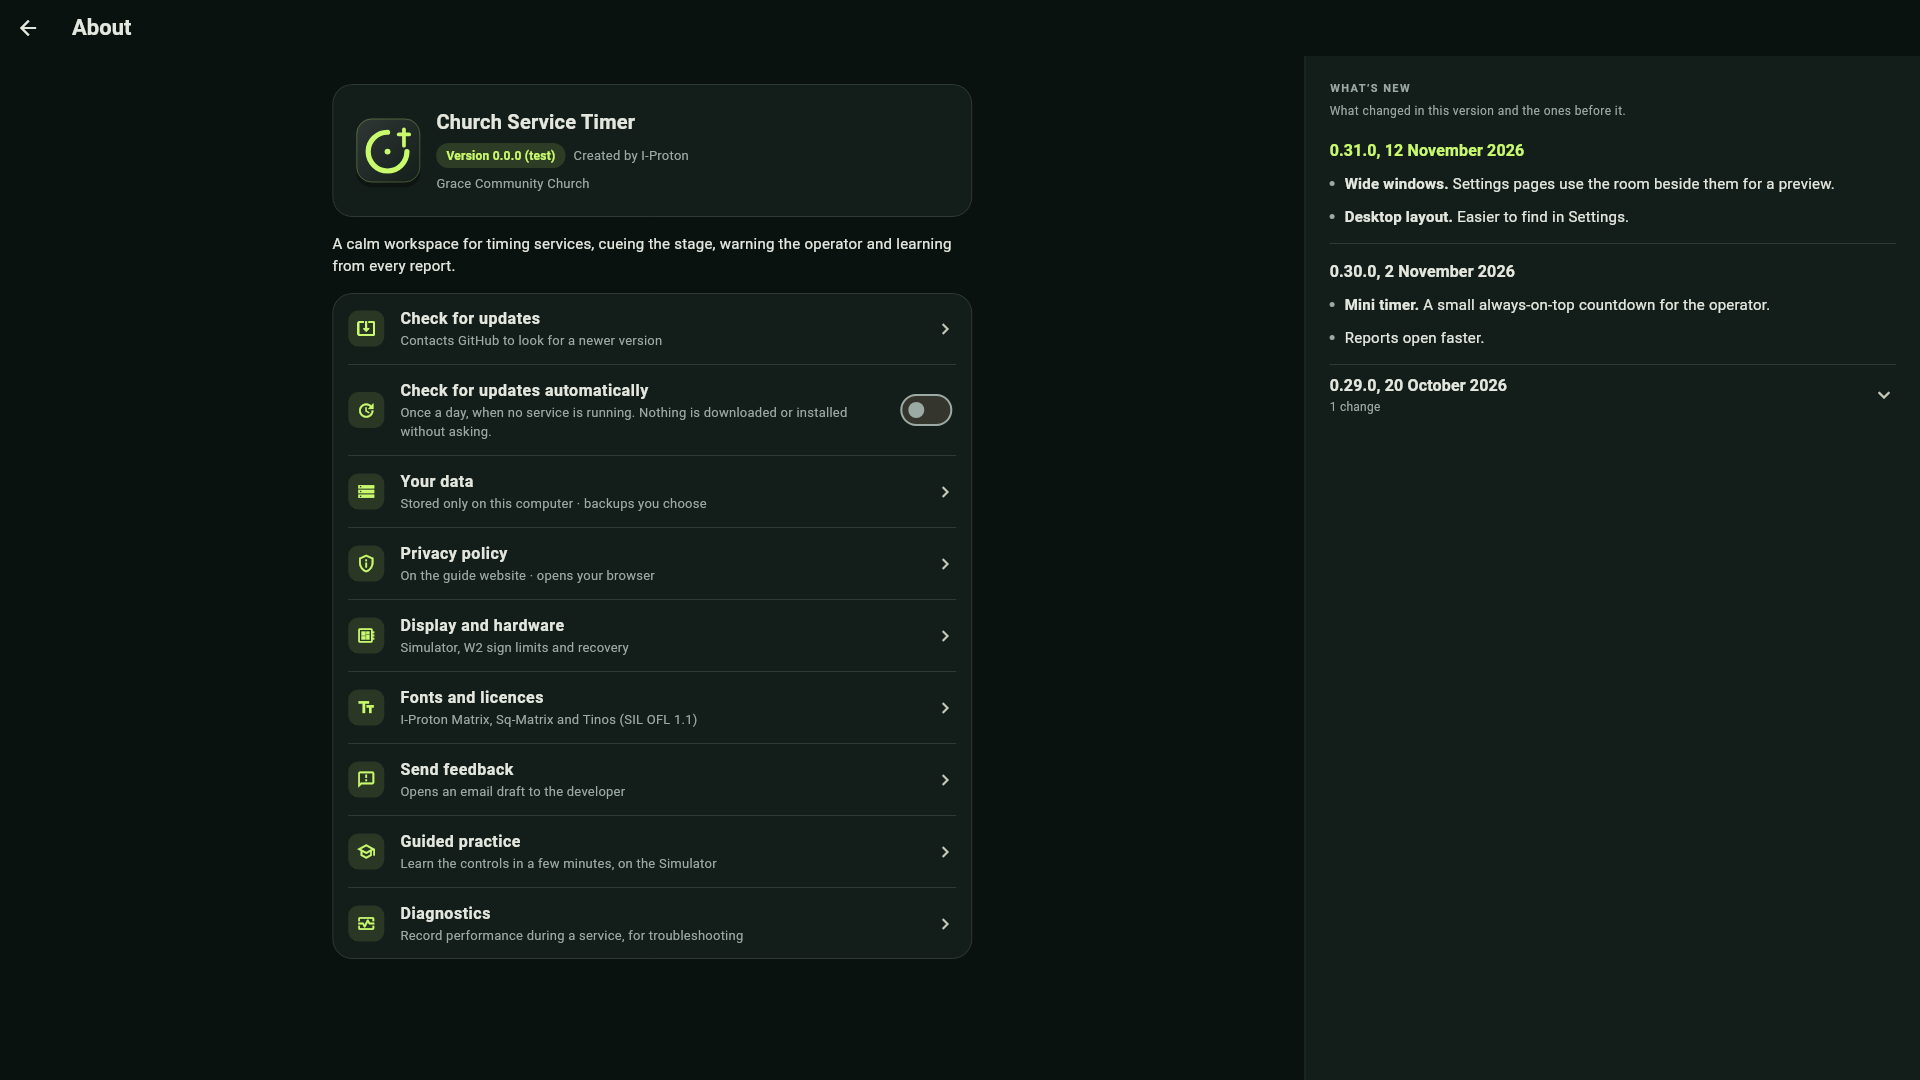 About
Church Service Timer
Version 0.0.0 (test) Created by I-Proton
Grace Community Church
A calm workspace for timing services, cueing the stage, warning the operator and learning
from every report.
Check for updates
Contacts GitHub to look for a newer version
Check for updates automatically
Once a day, when no service is running. Nothing is downloaded or installed
without asking.
Your data
Stored only on this computer · backups you choose
Privacy policy
On the guide website · opens your browser
Display and hardware
Simulator, W2 sign limits and recovery
Fonts and licences
I-Proton Matrix, Sq-Matrix and Tinos (SIL OFL 1.1)
Send feedback
Opens an email draft to the developer
Guided practice
Learn the controls in a few minutes, on the Simulator
Diagnostics
Record performance during a service, for troubleshooting
WHAT'S NEW
What changed in this version and the ones before it.
0.31.0, 12 November 2026
• Wide windows. Settings pages use the room beside them for a preview.
• Desktop layout. Easier to find in Settings.
0.30.0, 2 November 2026
• Mini timer. A small always-on-top countdown for the operator.
• Reports open faster.
0.29.0, 20 October 2026
1 change